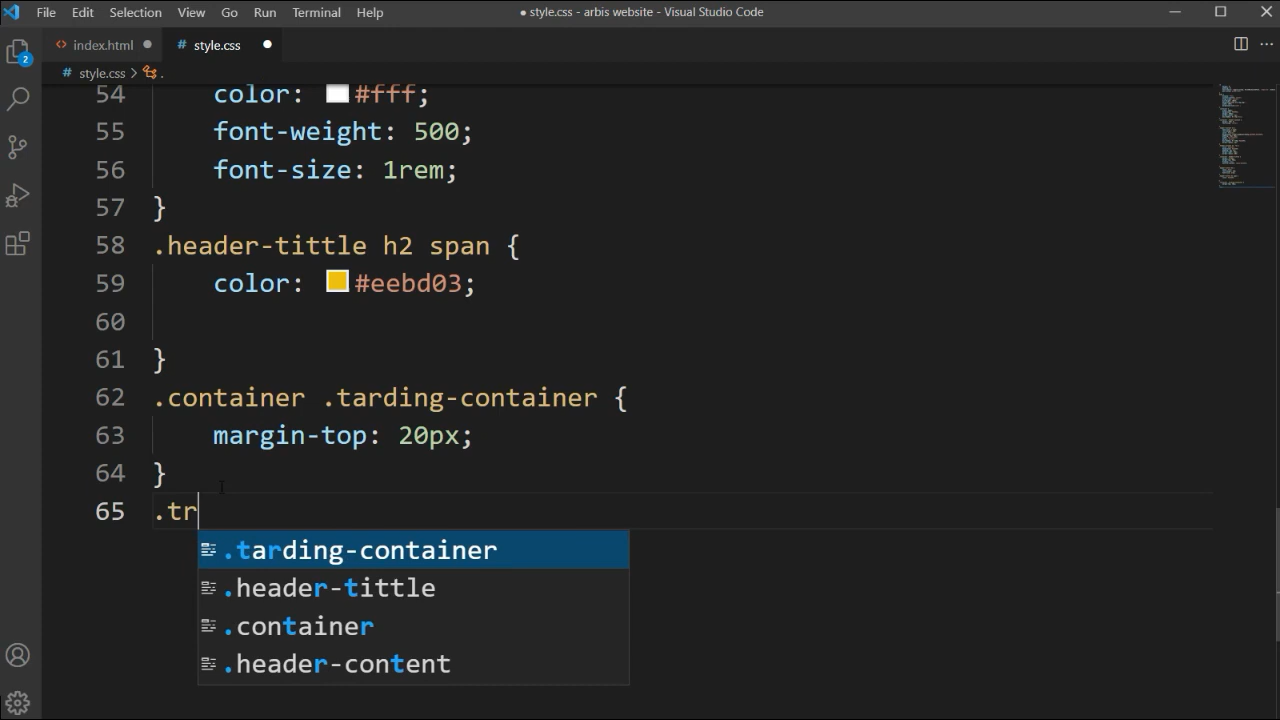 File Edit Selection View Go Run Terminal Help ● style.css - arbis website - Visual Studio Code
<> index.html ● # style.css ●
# style.css > .
2
54 color: #fff;
55 font-weight: 500;
56 font-size: 1rem;
57 }
58 .header-tittle h2 span {
59 color: #eebd03;
60
61 }
62 .container .tarding-container {
63 margin-top: 20px;
64 }
65 .tr
.tarding-container
.header-tittle
.container
.header-content